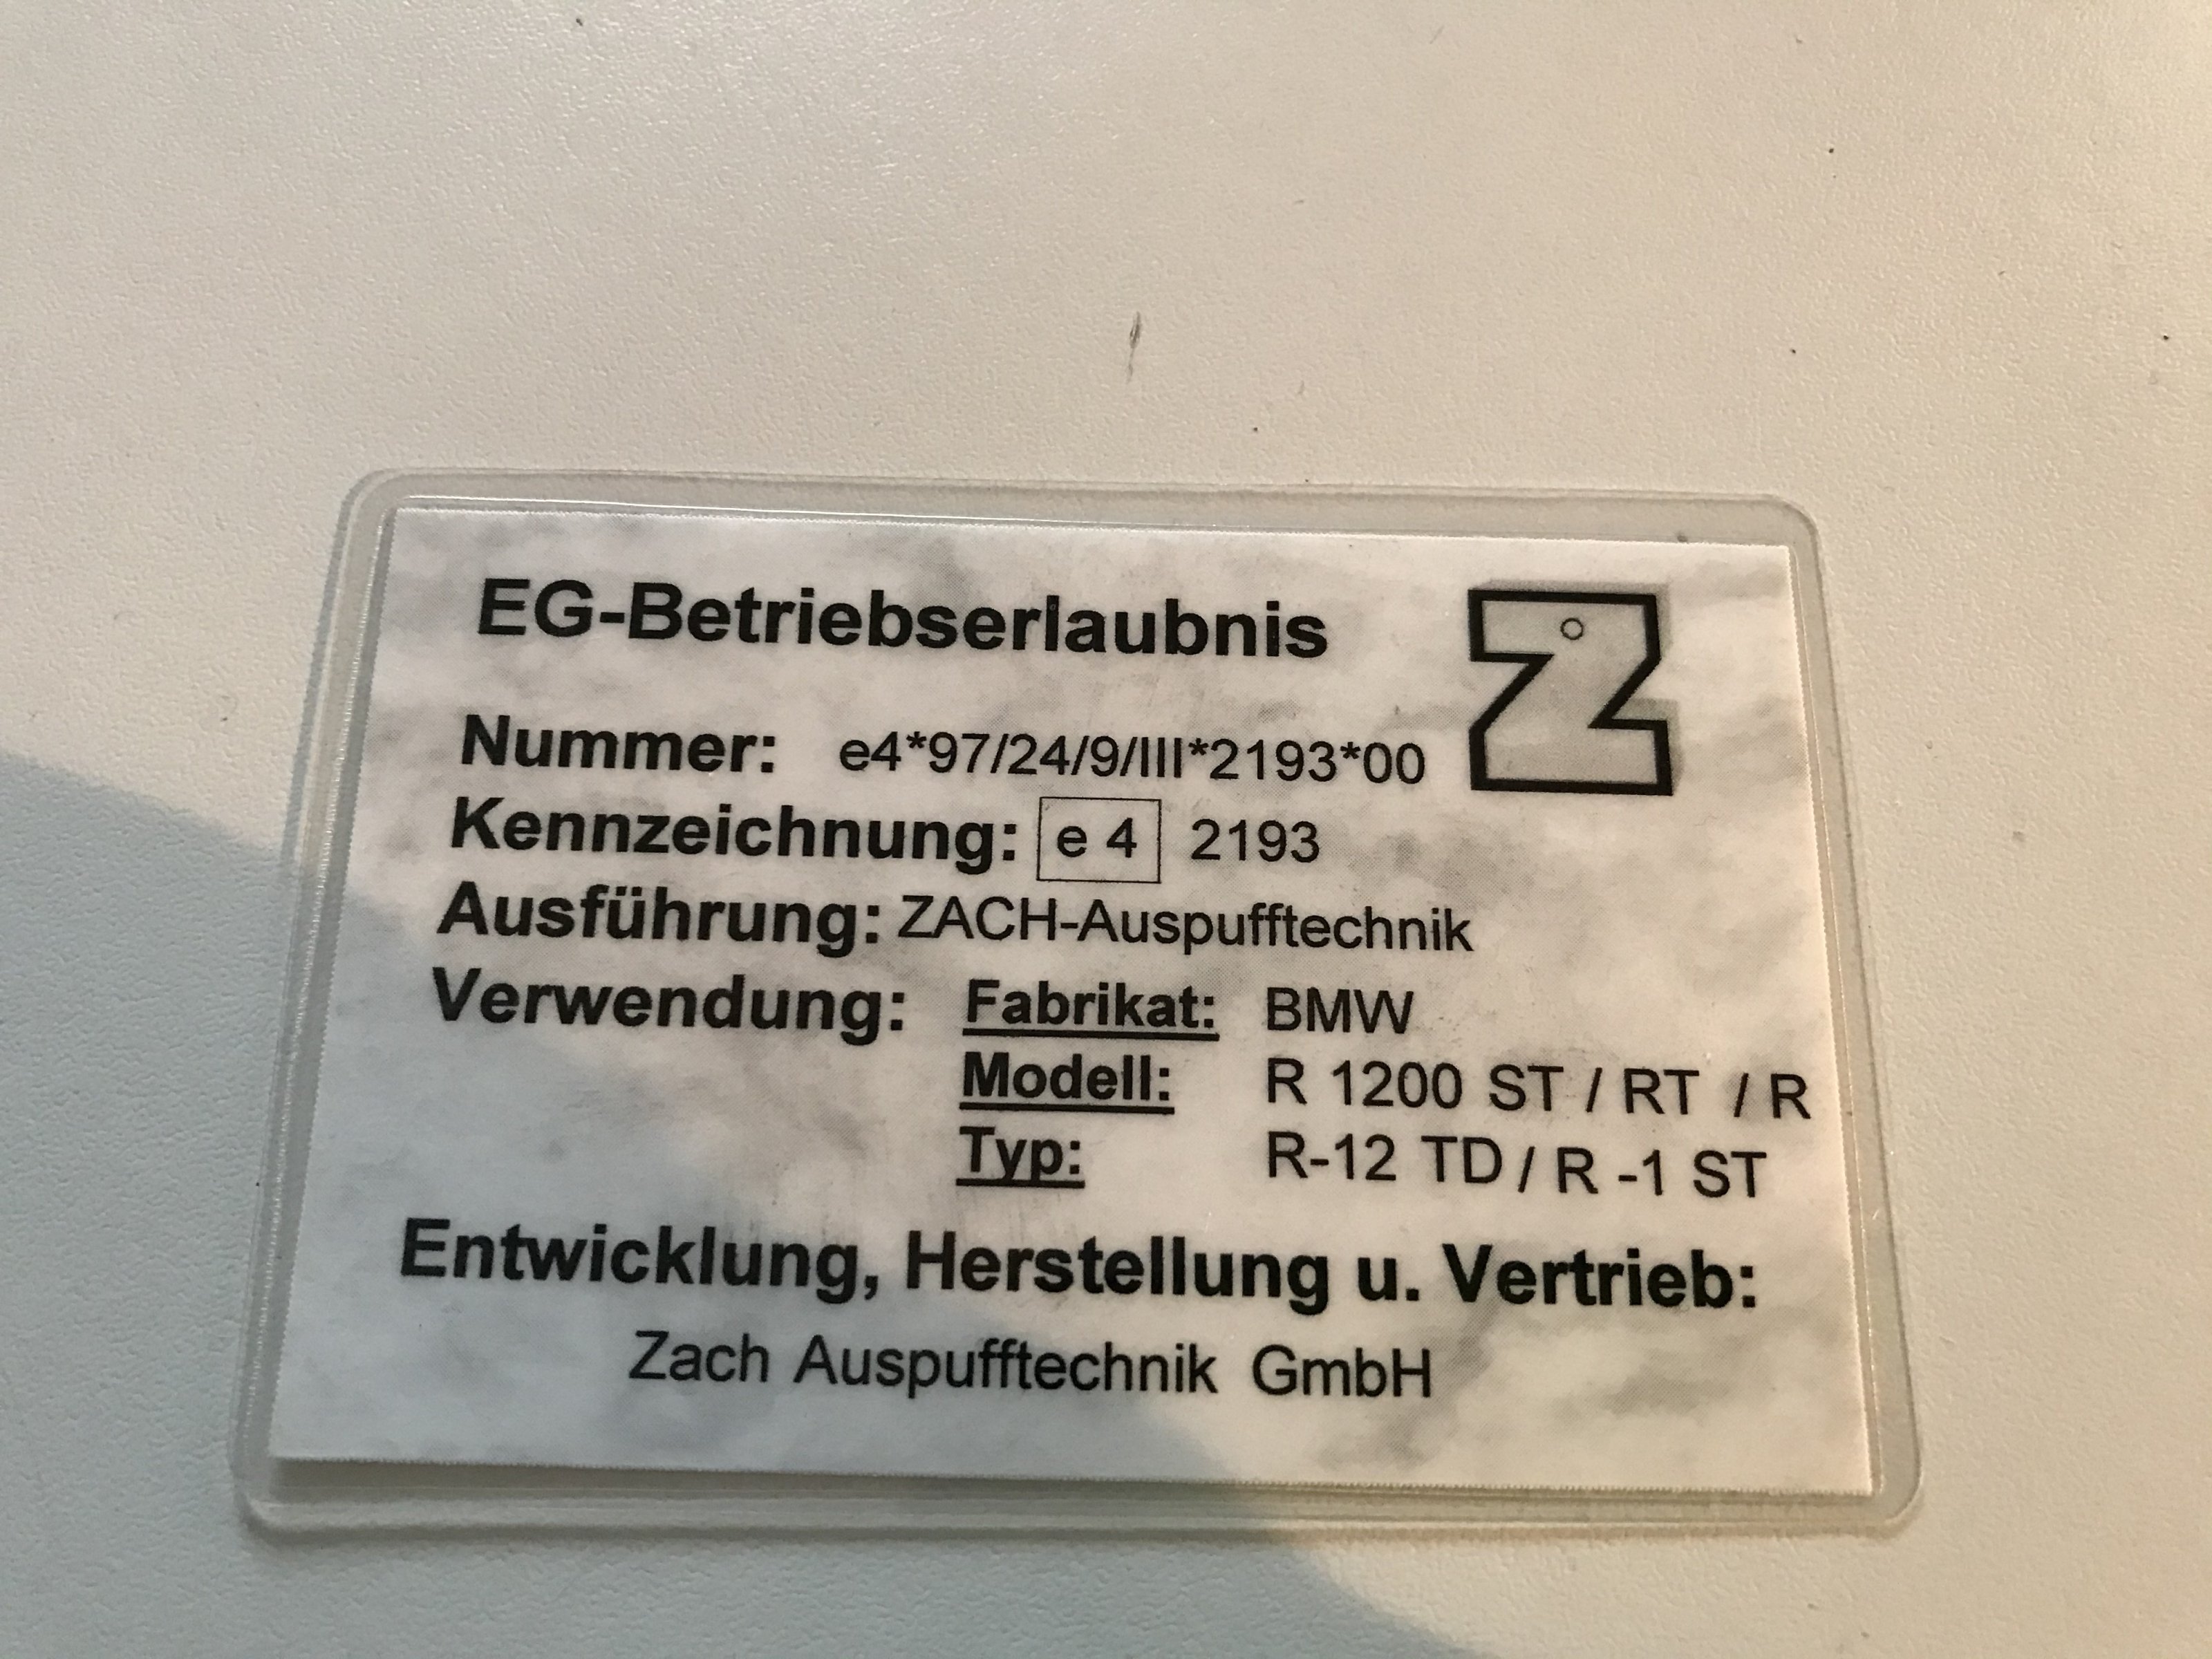 EG-Betriebserlaubnis
Z
Nummer: e4*97/24/9/III*2193*00
Kennzeichnung: e 4 2193
Ausführung: ZACH-Auspufftechnik
Verwendung: Fabrikat: BMW
Modell: R 1200 ST / RT / R
Typ: R-12 TD / R -1 ST
Entwicklung, Herstellung u. Vertrieb:
Zach Auspufftechnik GmbH